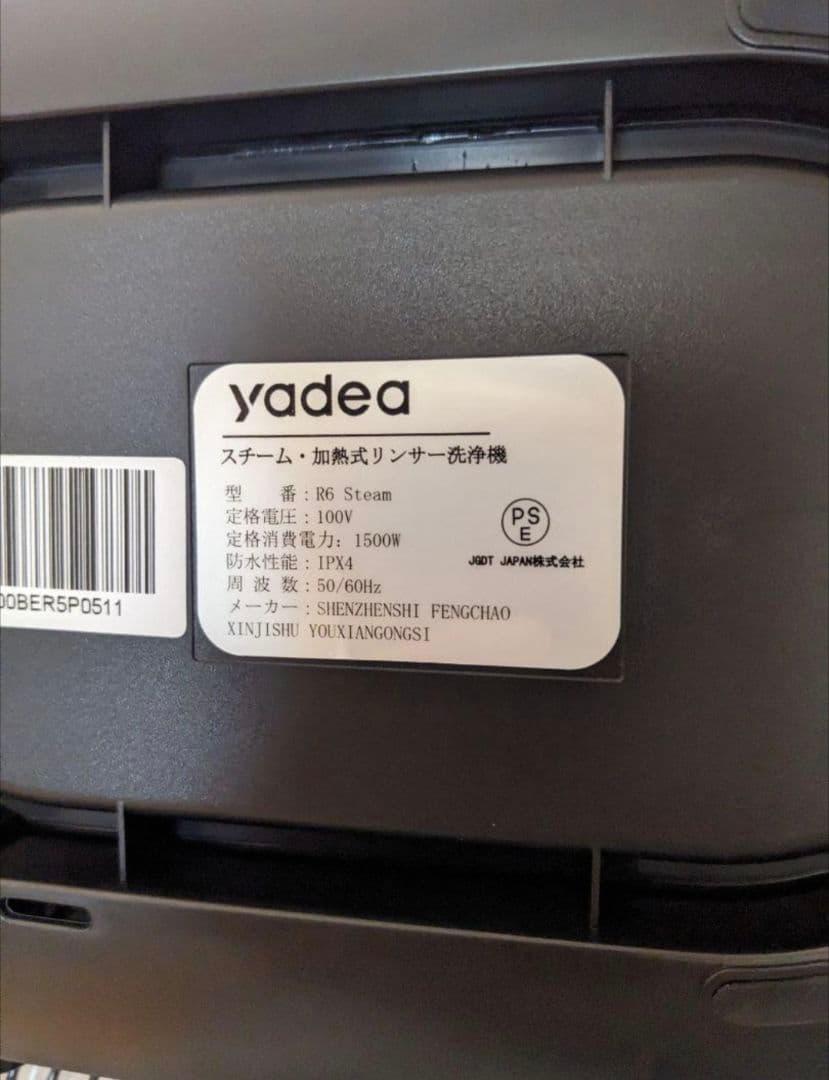 yadea
スチーム・加熱式リンサー洗浄機
型　　番：R6 Steam
定格電圧：100V
定格消費電力：1500W
防水性能：IPX4
周 波 数：50/60Hz
メーカー：SHENZHENSHI FENGCHAO
XINJISHU YOUXIANGONGSI
PS
E
JGDT JAPAN株式会社
00BER5P0511